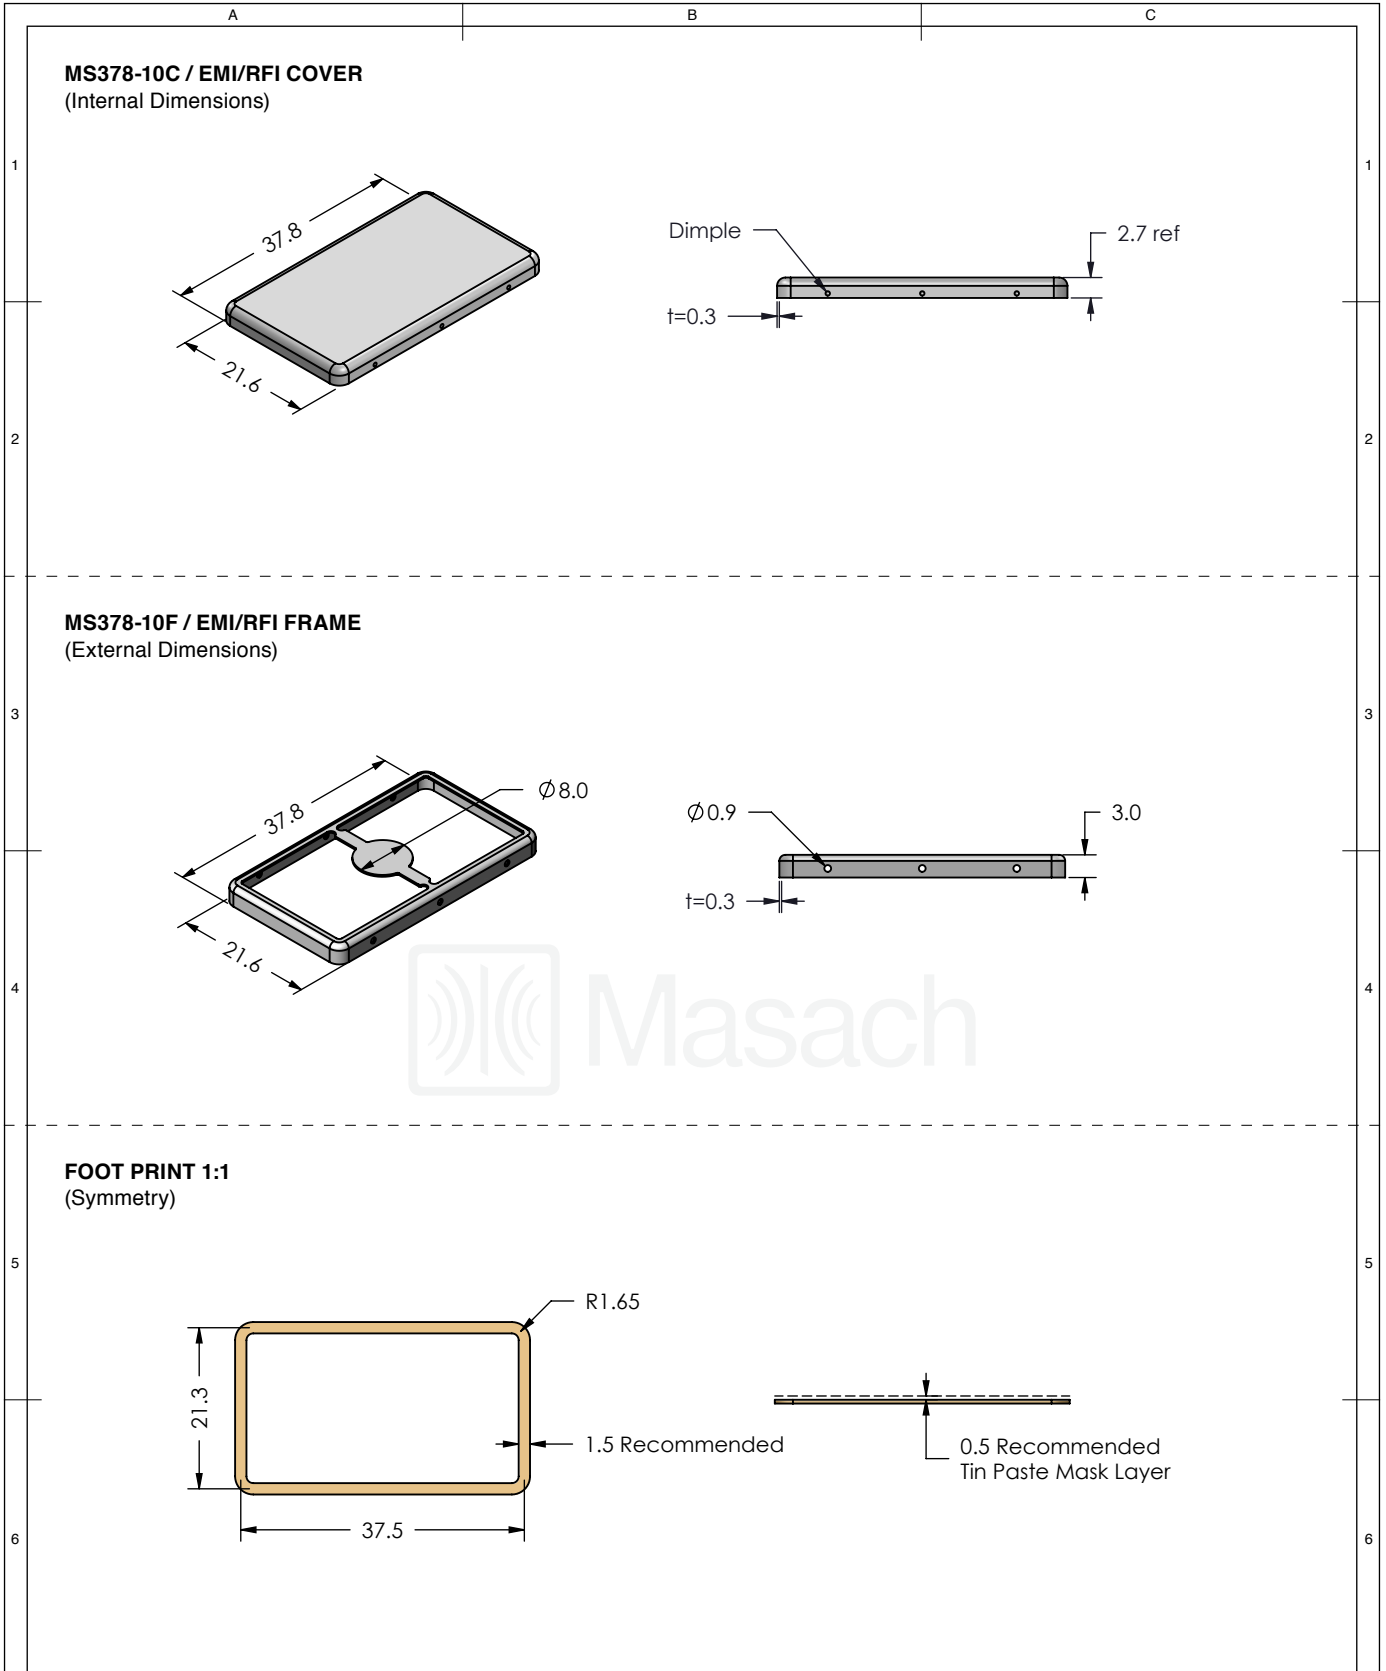 A
B
C
MS378-10C / EMI/RFI COVER
(Internal Dimensions)
1
1
37.8
21.6
Dimple
2.7 ref
t=0.3
2
2
MS378-10F / EMI/RFI FRAME
(External Dimensions)
3
3
37.8
Ø8.0
21.6
Ø0.9
3.0
t=0.3
4
4
Masach
FOOT PRINT 1:1
(Symmetry)
5
5
R1.65
21.3
1.5 Recommended
37.5
0.5 Recommended
Tin Paste Mask Layer
6
6